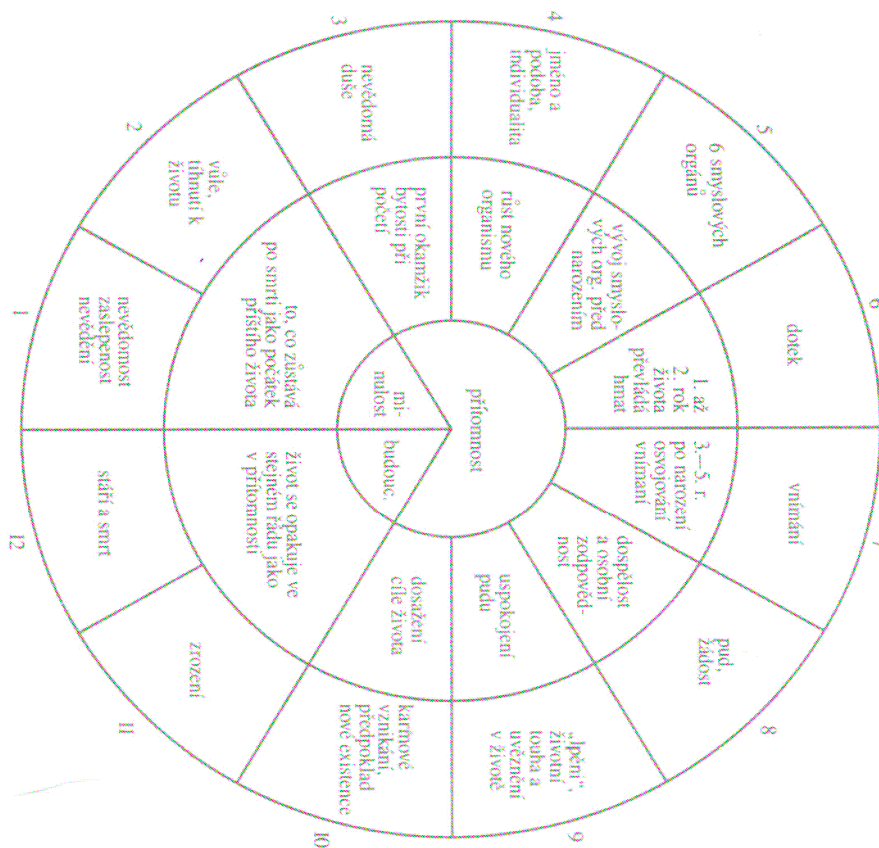 1
nevědomost
zaslepenost
nevědění
2
vůle,
tíhnutí k
životu
3
nevědomá
duše
4
jméno a
podoba,
individualita
5
6 smyslových
orgánů
6
dotek
7
vnímání
8
pud,
žádost
9
"lpění",
životní
touha a
uvěznění
v životě
10
karmové
vznikání,
předpoklad
nové existence
11
zrození
12
stáří a smrt
to, co zůstává
po smrti jako počátek
příštího života
první okamžik
bytosti při
početí
růst nového
organismu
vývoj smyslo-
vých org. před
narozením
1. až
2. rok
života
převládá
hmat
3.—5. r.
po narození
osvojování
vnímání
dospělost
a osobní
zodpověd-
nost
uspokojení
pudu
dosažení
cíle života
život se opakuje ve
stejném řádu jako
v přítomnosti
mi-
nulost
přítomnost
budouc.